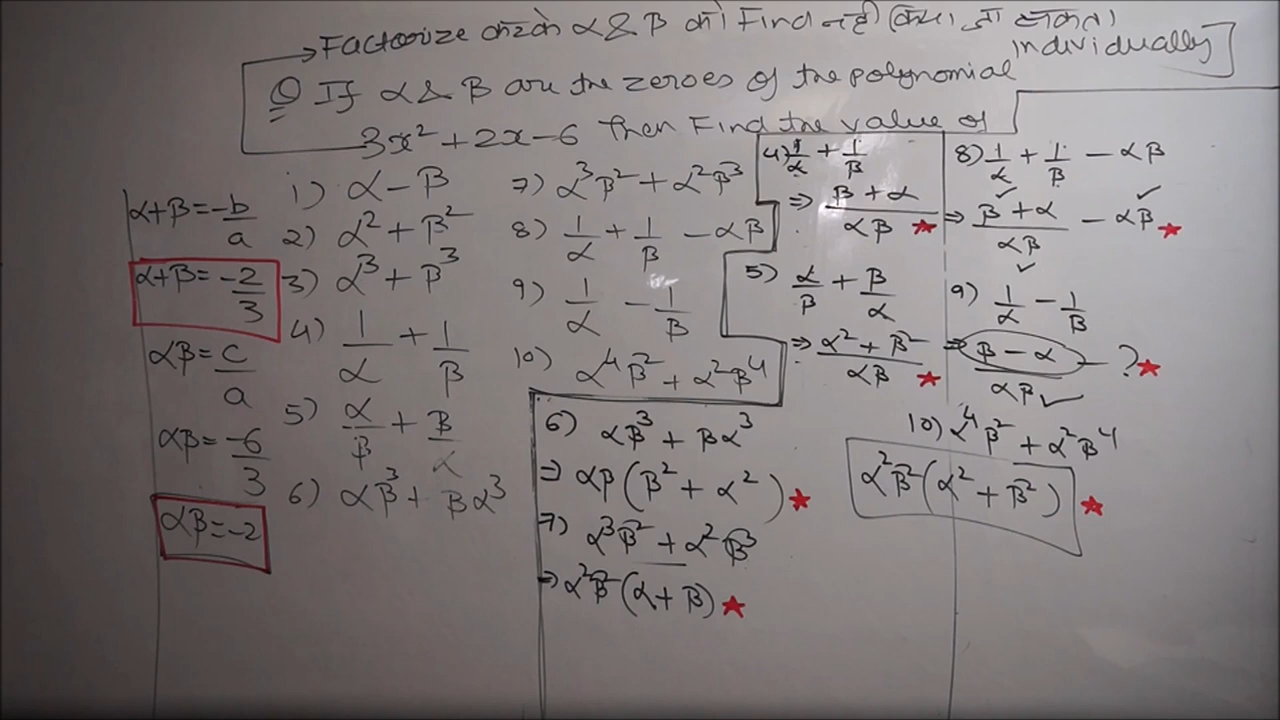 → Factorize करके α & β को Find नही किया जा सकता
individually
Q If α & β are the zeroes of the polynomial
3x² + 2x - 6 then Find the value of
α+β = -b/a
α+β = -2/3
αβ = c/a
αβ = -6/3
αβ = -2
1) α - β
2) α² + β²
3) α³ + β³
4) 1/α + 1/β
5) α/β + β/α
6) αβ³ + βα³
7) α³β² + α²β³
8) 1/α + 1/β - αβ
9) 1/α - 1/β
10) α⁴β² + α²β⁴
6) αβ³ + βα³
⇒ αβ(β² + α²) ★
7) α³β² + α²β³
⇒ α²β²(α + β) ★
4) 1/α + 1/β
⇒ β + α / αβ ★
5) α/β + β/α
⇒ α² + β² / αβ ★
8) 1/α + 1/β - αβ
⇒ β + α / αβ - αβ ★
9) 1/α - 1/β
⇒ β - α / αβ - ? ★
10) α⁴β² + α²β⁴
α²β²(α² + β²) ★